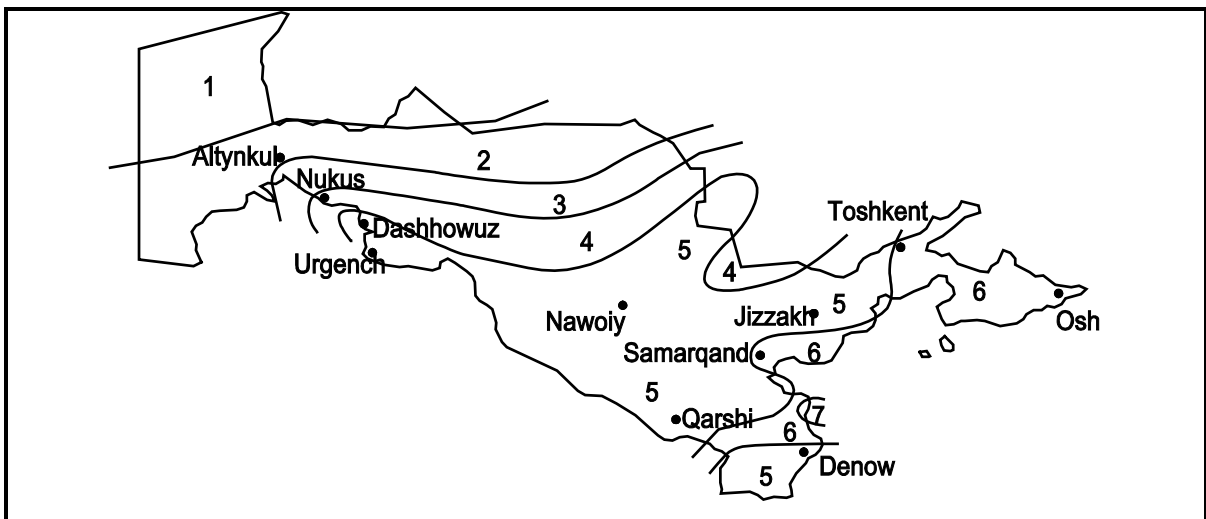 1
Altynkul
2
Nukus
3
Dashhowuz
4
Urgench
5
4
Toshkent
6
Osh
Nawoiy
Jizzakh
5
Samarqand
6
5
Qarshi
7
6
Denow
5